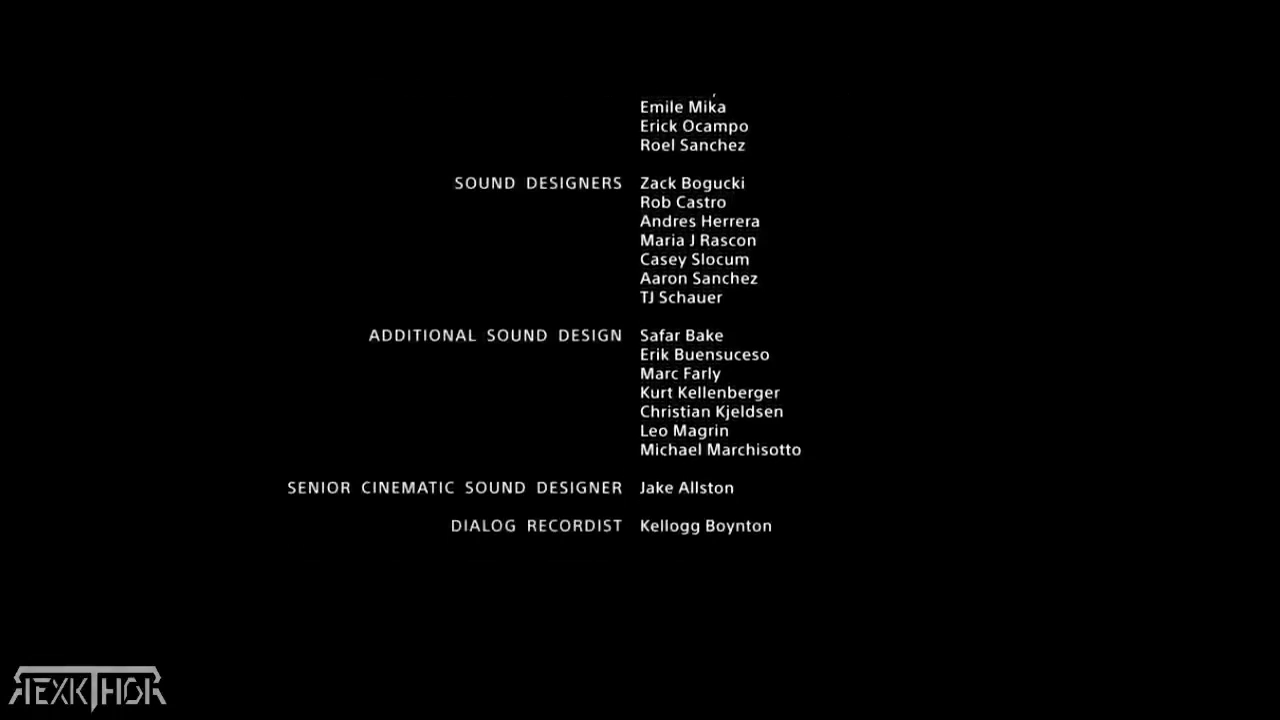 Emile Mika
Erick Ocampo
Roel Sanchez
SOUND DESIGNERS Zack Bogucki
Rob Castro
Andres Herrera
Maria J Rascon
Casey Slocum
Aaron Sanchez
TJ Schauer
ADDITIONAL SOUND DESIGN Safar Bake
Erik Buensuceso
Marc Farly
Kurt Kellenberger
Christian Kjeldsen
Leo Magrin
Michael Marchisotto
SENIOR CINEMATIC SOUND DESIGNER Jake Allston
DIALOG RECORDIST Kellogg Boynton